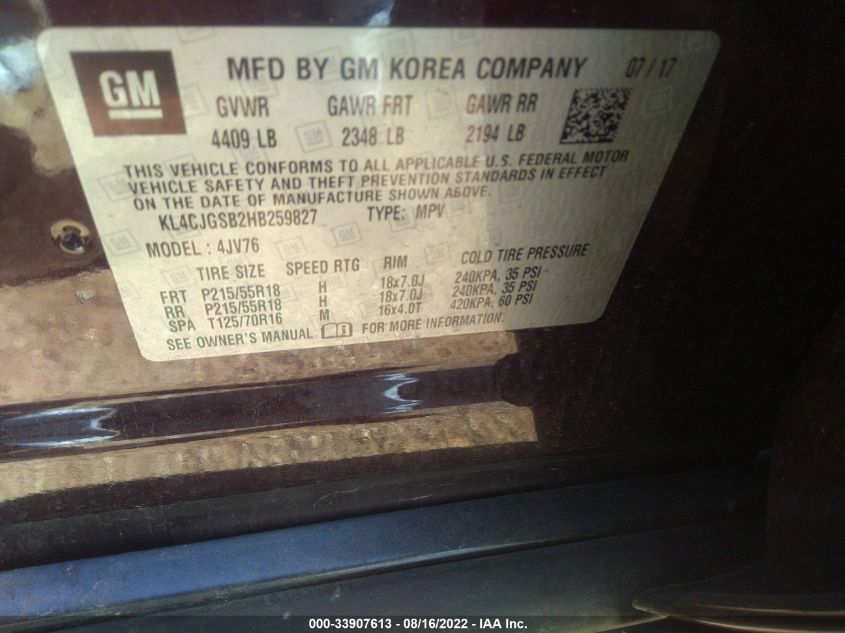 GM
MFD BY GM KOREA COMPANY 07/17
GVWR GAWR FRT GAWR RR
4409 LB 2348 LB 2194 LB
THIS VEHICLE CONFORMS TO ALL APPLICABLE U.S. FEDERAL MOTOR
VEHICLE SAFETY AND THEFT PREVENTION STANDARDS IN EFFECT
ON THE DATE OF MANUFACTURE SHOWN ABOVE.
KL4CJGSB2HB259827 TYPE: MPV
MODEL: 4JV76
TIRE SIZE SPEED RTG RIM COLD TIRE PRESSURE
FRT P215/55R18 H 18x7.0J 240KPA, 35 PSI
RR P215/55R18 H 18x7.0J 240KPA, 35 PSI
SPA T125/70R16 M 16x4.0T 420KPA, 60 PSI
SEE OWNER'S MANUAL FOR MORE INFORMATION.
000-33907613 - 08/16/2022 - IAA Inc.